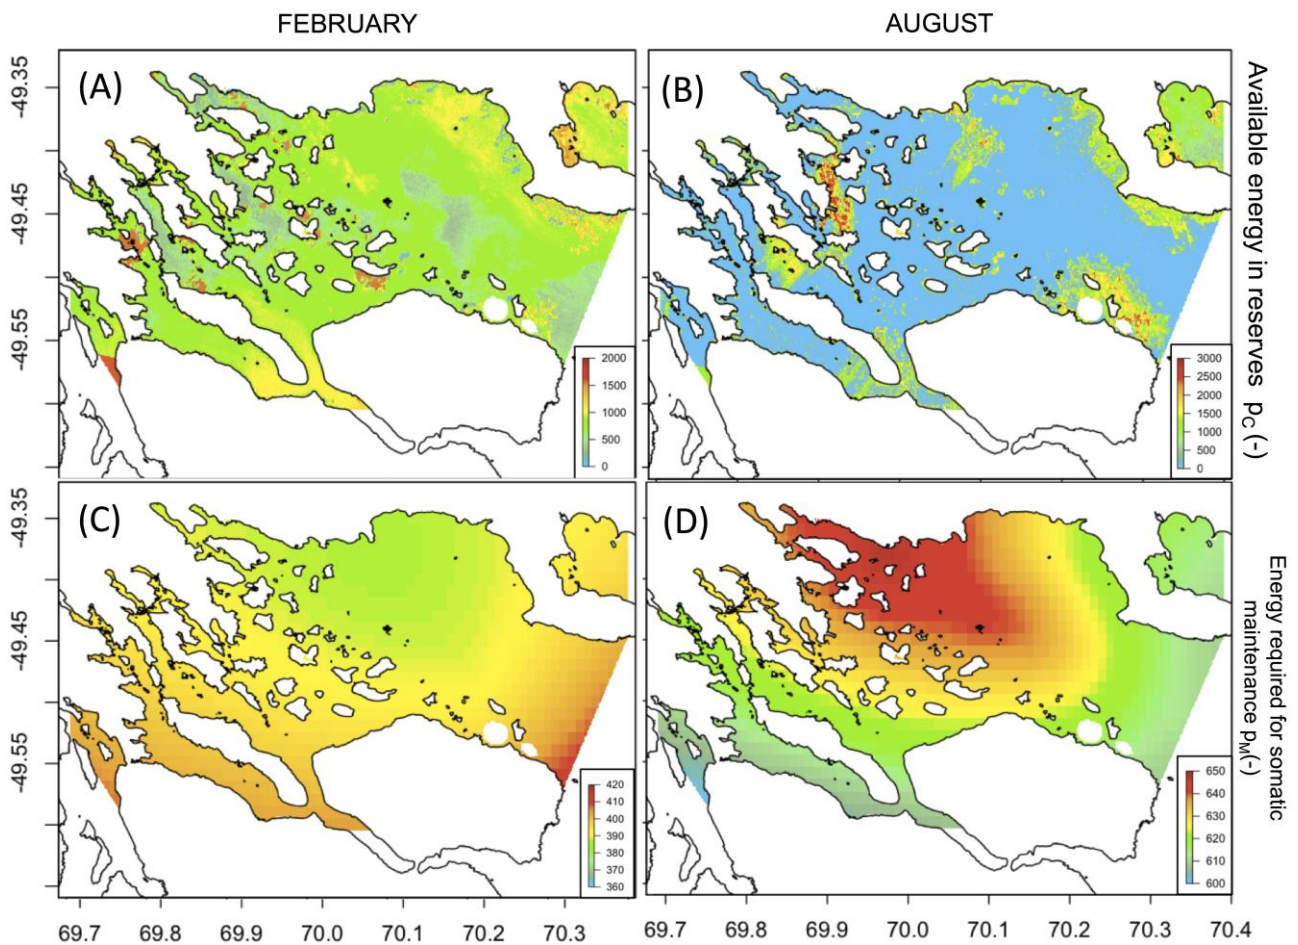 FEBRUARY
AUGUST
(A)
(B)
-49.35
-49.45
-49.55
2000
1500
1000
500
0
3000
2500
2000
1500
1000
500
0
Available energy in reserves pC (-)
(C)
(D)
-49.35
-49.45
-49.55
420
410
400
390
380
370
360
650
640
630
620
610
600
Energy required for somatic
maintenance pM(-)
69.7 69.8 69.9 70.0 70.1 70.2 70.3
69.7 69.8 69.9 70.0 70.1 70.2 70.3 70.4